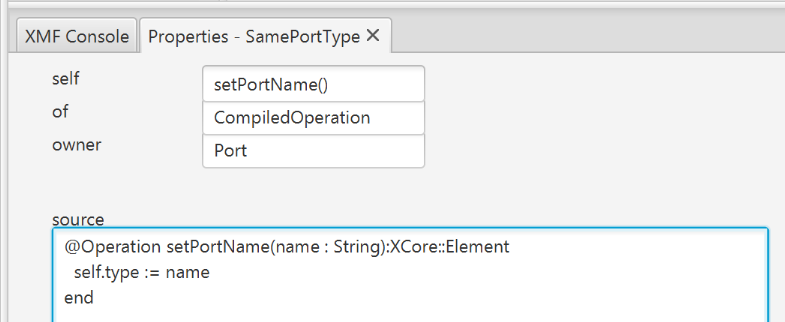 XMF Console
Properties - SamePortType
self setPortName()
of CompiledOperation
owner Port
source
@Operation setPortName(name : String):XCore::Element
self.type := name
end